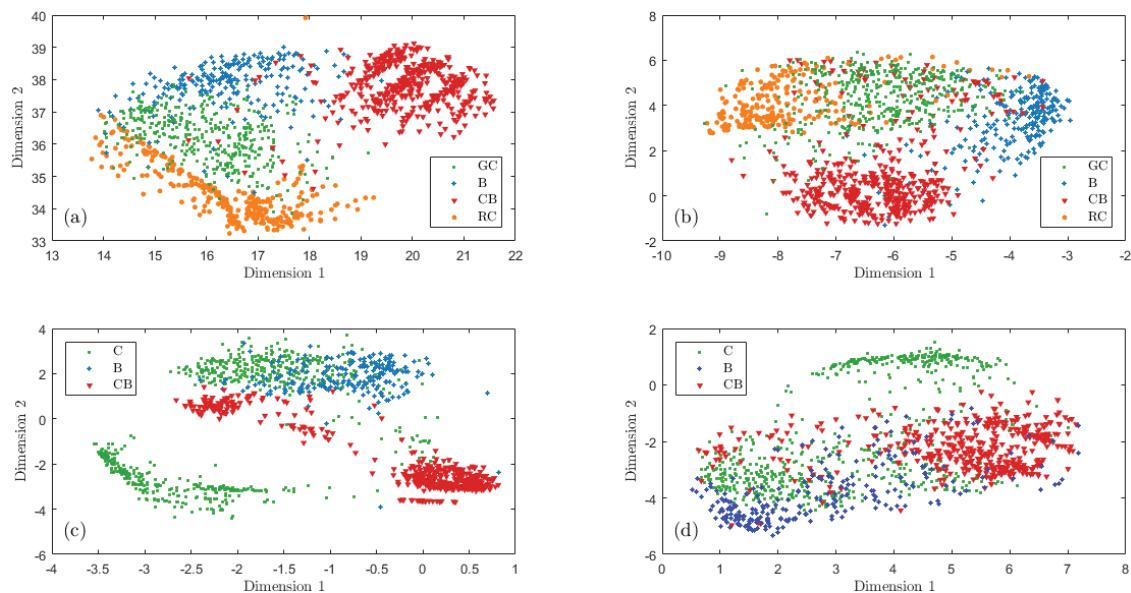 40
39
38
37
36
35
34
33
Dimension 2
(a)
GC
B
CB
RC
13 14 15 16 17 18 19 20 21 22
Dimension 1
8
6
4
2
0
-2
Dimension 2
(b)
GC
B
CB
RC
-10 -9 -8 -7 -6 -5 -4 -3 -2
Dimension 1
4
2
0
-2
-4
-6
Dimension 2
C
B
CB
(c)
-4 -3.5 -3 -2.5 -2 -1.5 -1 -0.5 0 0.5 1
Dimension 1
2
0
-2
-4
-6
Dimension 2
C
B
CB
(d)
0 1 2 3 4 5 6 7 8
Dimension 1